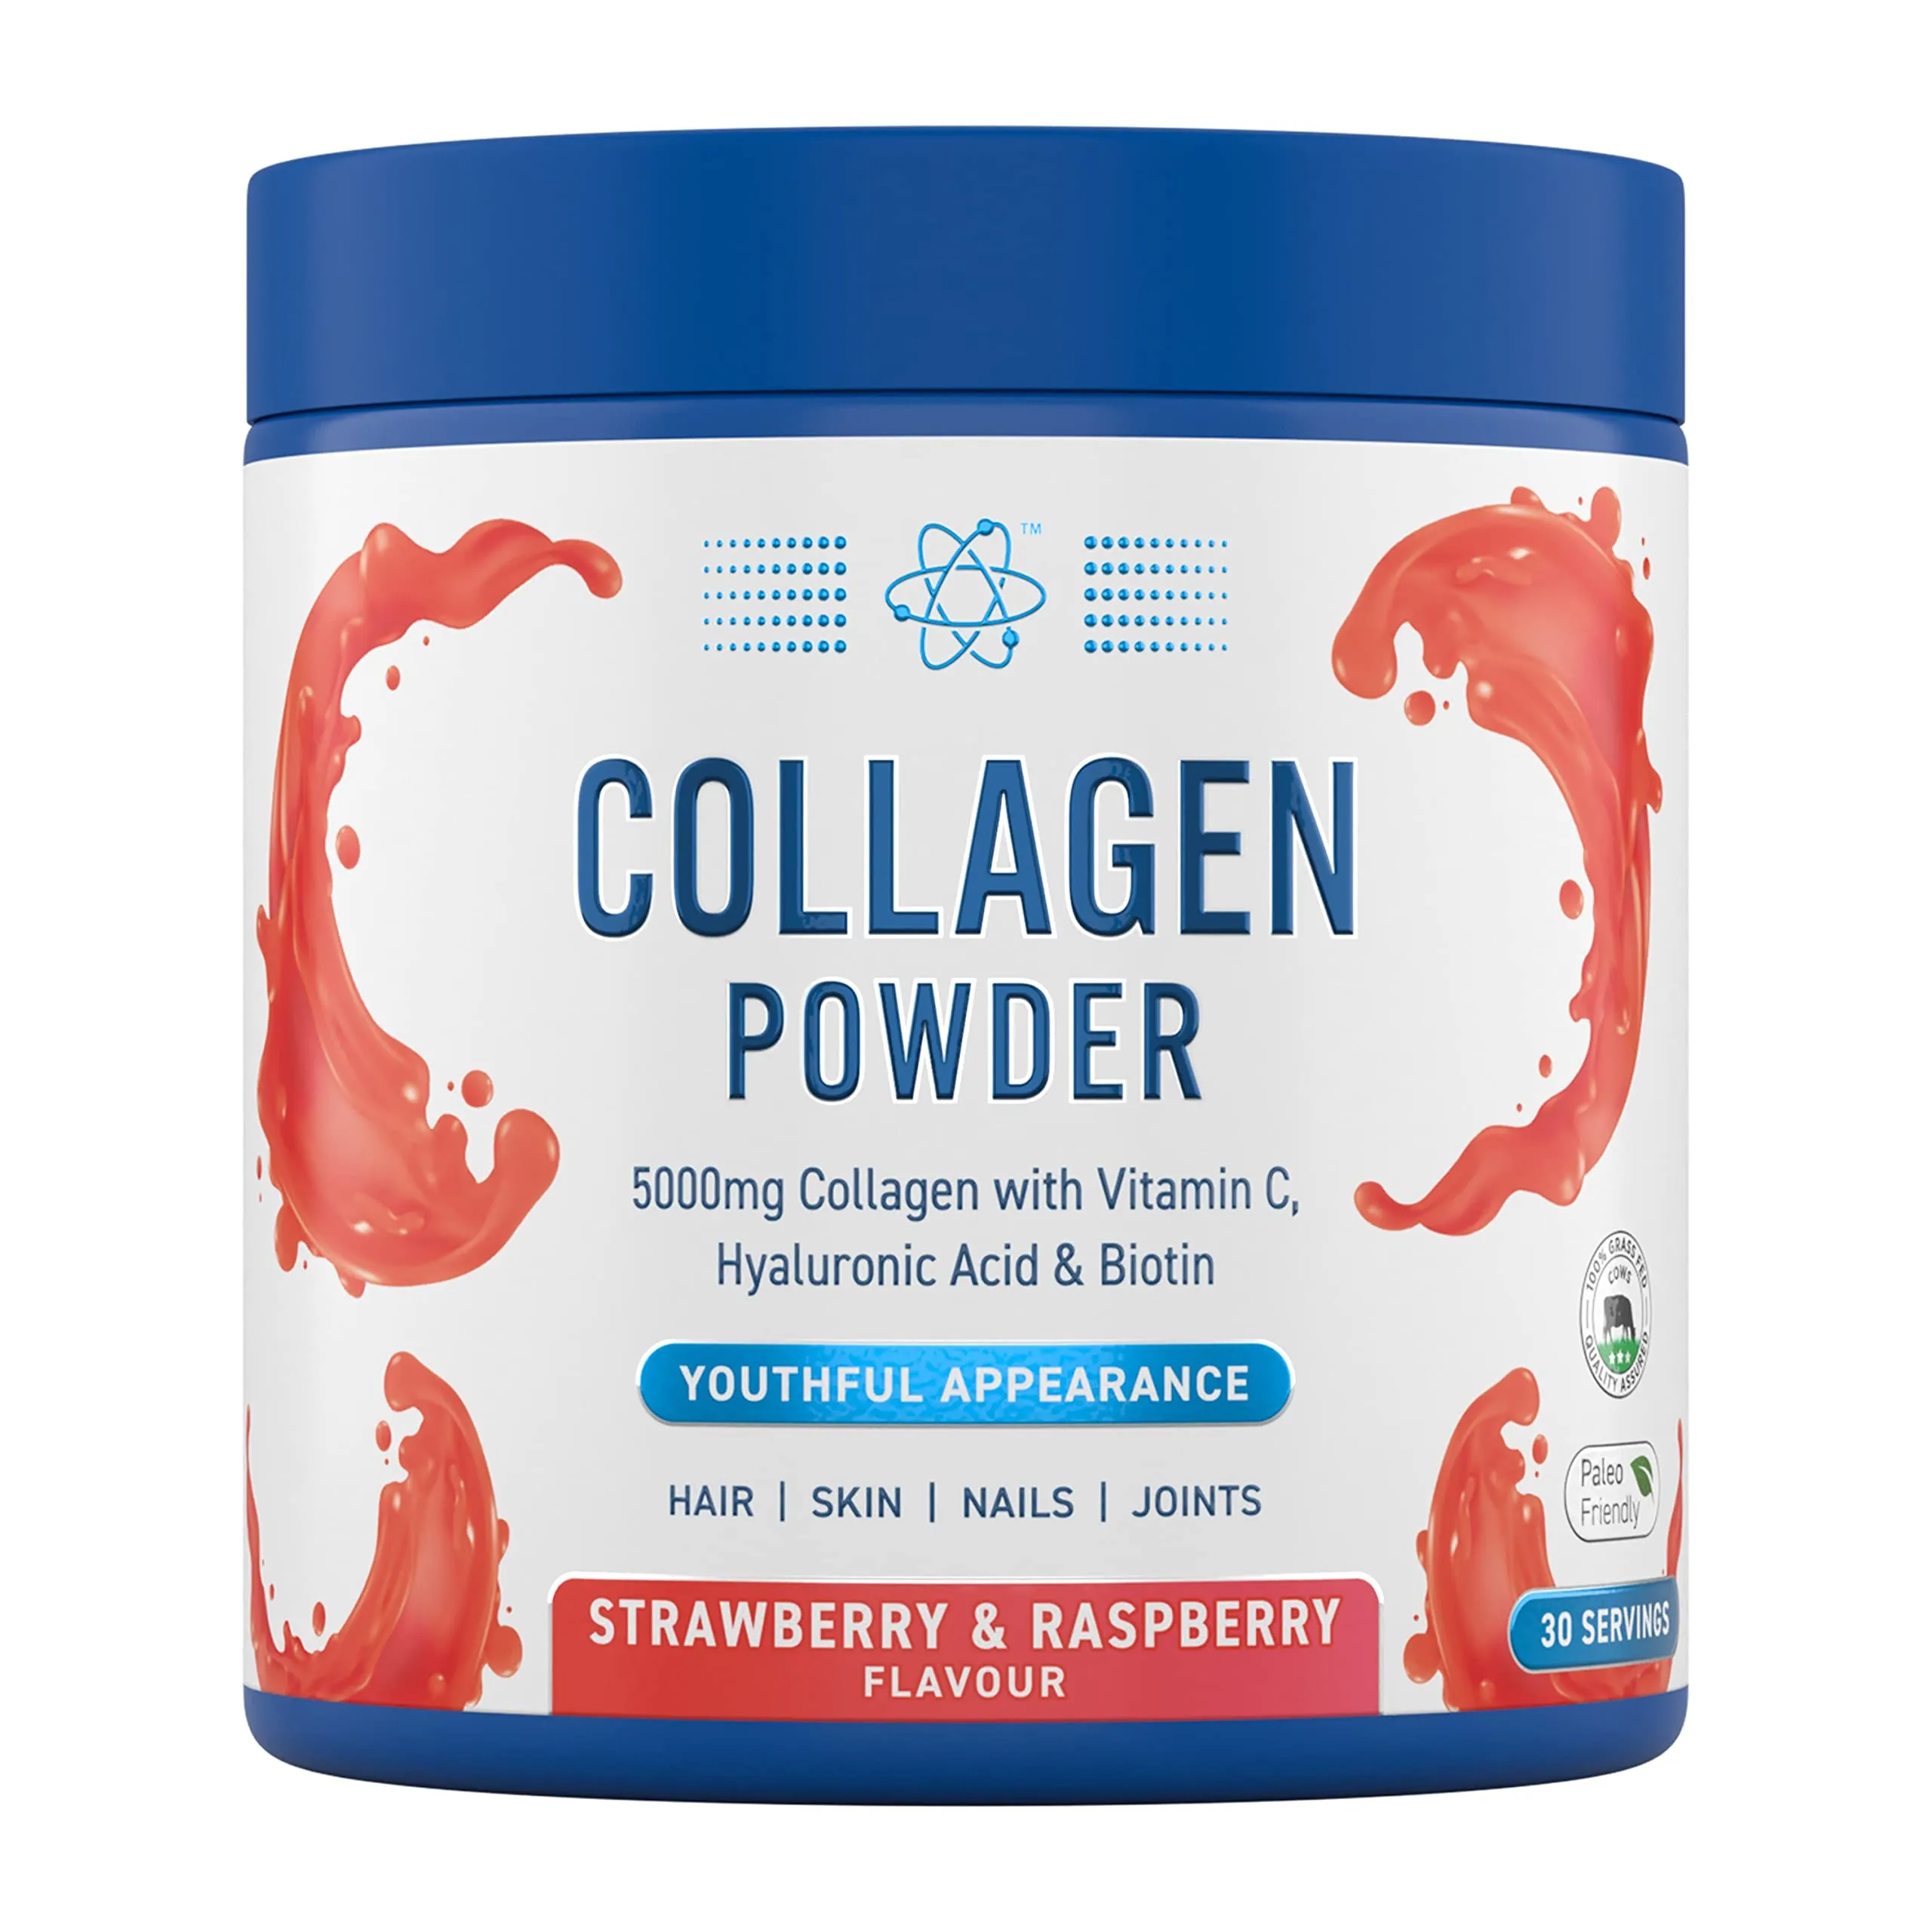 TM
COLLAGEN
POWDER
5000mg Collagen with Vitamin C,
Hyaluronic Acid & Biotin
YOUTHFUL APPEARANCE
HAIR | SKIN | NAILS | JOINTS
STRAWBERRY & RASPBERRY
FLAVOUR
100% GRASS FED
COWS
QUALITY ASSURED
Paleo
Friendly
30 SERVINGS